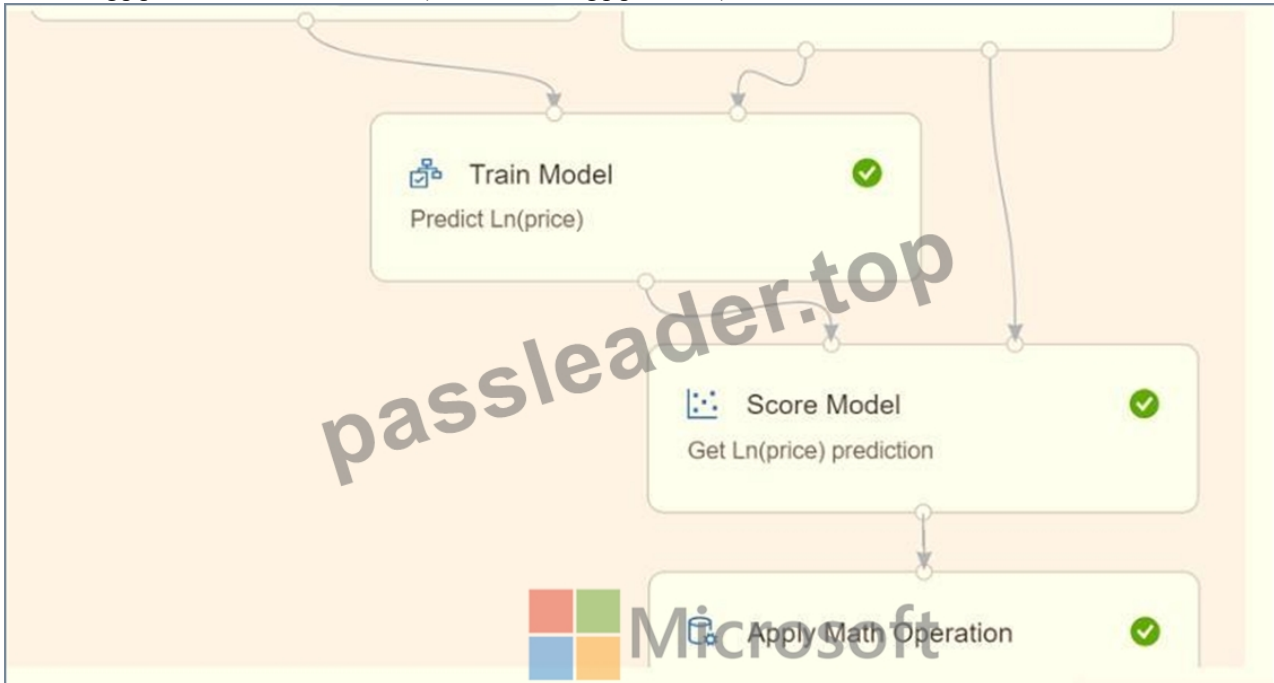 Train Model
Predict Ln(price)
passleader.top
Score Model
Get Ln(price) prediction
Microsoft
Apply Math Operation